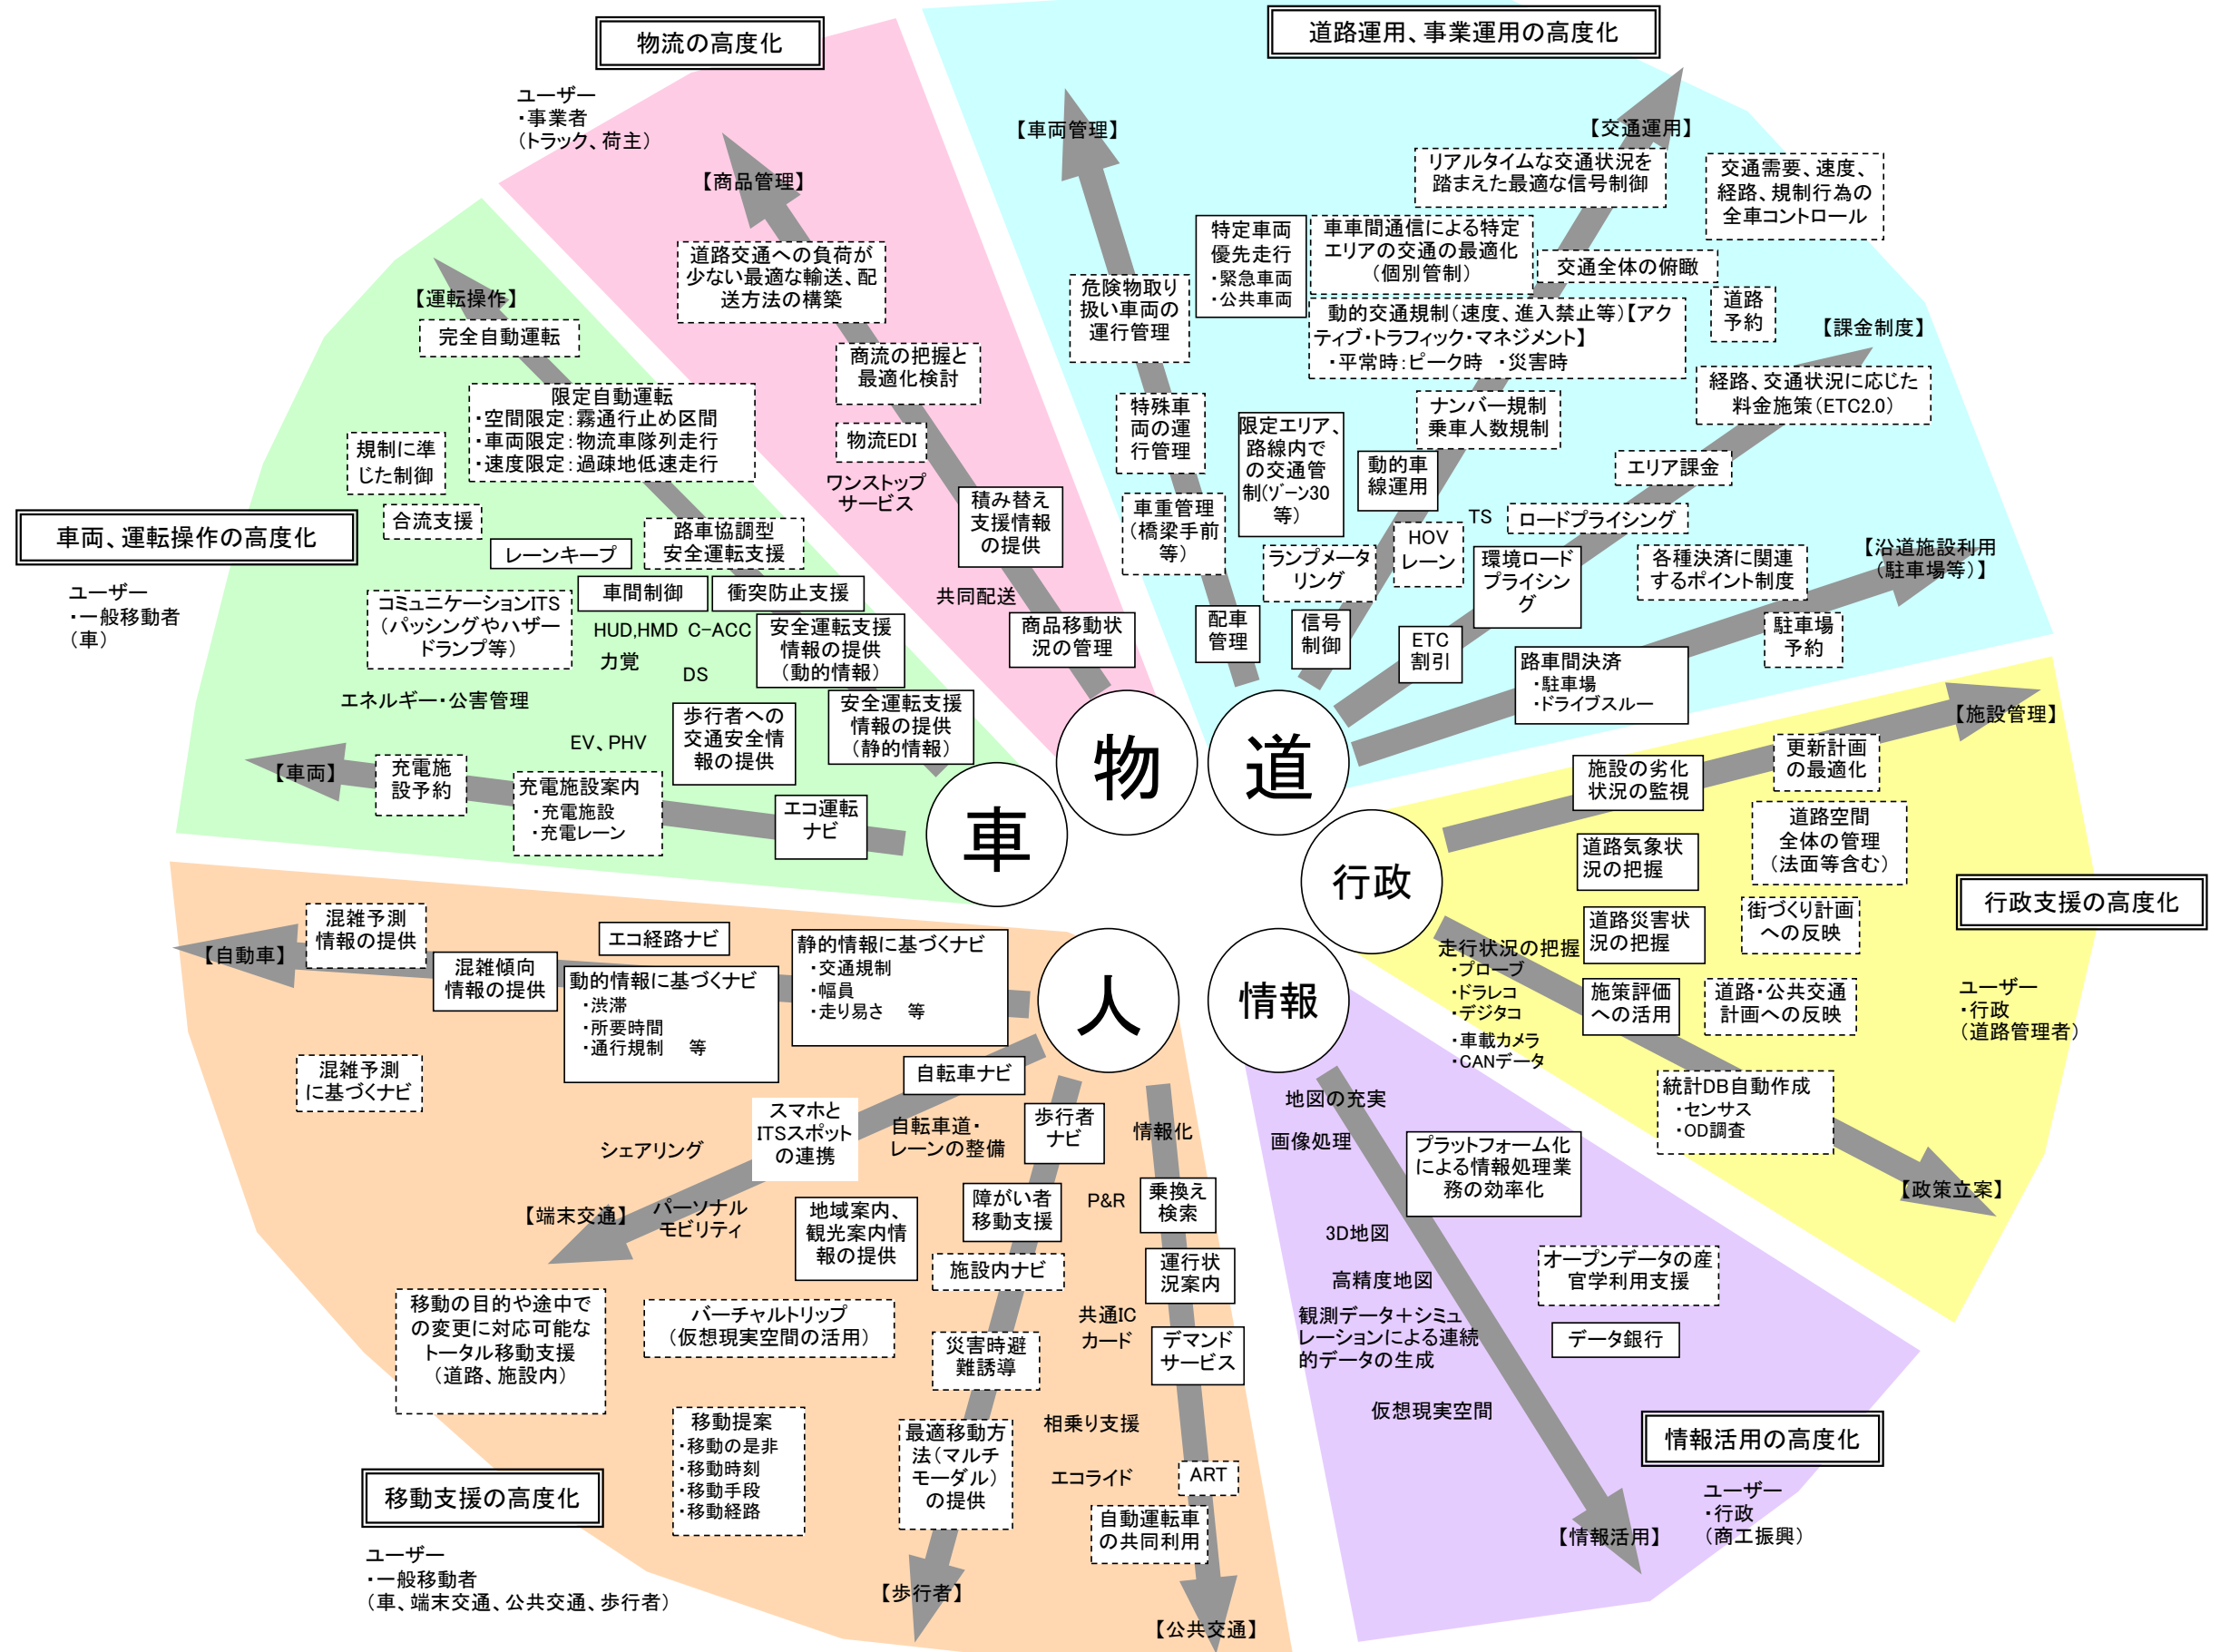 物流の高度化
ユーザー
・事業者
(トラック、荷主)
【商品管理】
道路交通への負荷が
少ない最適な輸送、配
送方法の構築
商流の把握と
最適化検討
物流EDI
ワンストップ
サービス
積み替え
支援情報
の提供
共同配送
商品移動状
況の管理
物
道路運用、事業運用の高度化
【車両管理】
危険物取り
扱い車両の
運行管理
特殊車
両の運
行管理
車重管理
(橋梁手前
等)
配車
管理
【交通運用】
リアルタイムな交通状況を
踏まえた最適な信号制御
交通需要、速度、
経路、規制行為の
全車コントロール
特定車両
優先走行
・緊急車両
・公共車両
車車間通信による特定
エリアの交通の最適化
(個別管制)
交通全体の俯瞰
道路
予約
動的交通規制(速度、進入禁止等)【アク
ティブ・トラフィック・マネジメント】
・平常時:ピーク時 ・災害時
ナンバー規制
乗車人数規制
限定エリア、
路線内で
の交通管
制(ゾーン30
等)
動的車
線運用
ランプメータ
リング
HOV
レーン
信号
制御
【課金制度】
経路、交通状況に応じた
料金施策(ETC2.0)
エリア課金
TS
ロードプライシング
環境ロード
プライシン
グ
ETC
割引
【沿道施設利用
(駐車場等)】
各種決済に関連
するポイント制度
駐車場
予約
路車間決済
・駐車場
・ドライブスルー
道
車両、運転操作の高度化
ユーザー
・一般移動者
(車)
【運転操作】
完全自動運転
限定自動運転
・空間限定:霧通行止め区間
・車両限定:物流車隊列走行
・速度限定:過疎地低速走行
規制に準
じた制御
合流支援
レーンキープ
路車協調型
安全運転支援
車間制御
衝突防止支援
コミュニケーションITS
(パッシングやハザー
ドランプ等)
HUD,HMD C-ACC
力覚
DS
安全運転支援
情報の提供
(動的情報)
安全運転支援
情報の提供
(静的情報)
エネルギー・公害管理
EV、PHV
歩行者への
交通安全情
報の提供
【車両】
充電施
設予約
充電施設案内
・充電施設
・充電レーン
エコ運転
ナビ
車
行政支援の高度化
ユーザー
・行政
(道路管理者)
行政
【施設管理】
更新計画
の最適化
施設の劣化
状況の監視
道路空間
全体の管理
(法面等含む)
道路気象状
況の把握
街づくり計画
への反映
道路災害状
況の把握
走行状況の把握
・プローブ
・ドラレコ
・デジタコ
・車載カメラ
・CANデータ
施策評価
への活用
道路・公共交通
計画への反映
統計DB自動作成
・センサス
・OD調査
【政策立案】
人
【自動車】
混雑予測
情報の提供
混雑傾向
情報の提供
エコ経路ナビ
動的情報に基づくナビ
・渋滞
・所要時間
・通行規制 等
静的情報に基づくナビ
・交通規制
・幅員
・走り易さ 等
混雑予測
に基づくナビ
自転車ナビ
スマホと
ITSスポット
の連携
自転車道・
レーンの整備
シェアリング
【端末交通】
パーソナル
モビリティ
歩行者
ナビ
情報化
地域案内、
観光案内情
報の提供
障がい者
移動支援
P&R
乗換え
検索
施設内ナビ
運行状
況案内
移動の目的や途中で
の変更に対応可能な
トータル移動支援
(道路、施設内)
バーチャルトリップ
(仮想現実空間の活用)
災害時避
難誘導
共通IC
カード
デマンド
サービス
移動提案
・移動の是非
・移動時刻
・移動手段
・移動経路
最適移動方
法(マルチ
モーダル)
の提供
相乗り支援
エコライド
ART
自動運転車
の共同利用
【歩行者】
【公共交通】
移動支援の高度化
ユーザー
・一般移動者
(車、端末交通、公共交通、歩行者)
情報
地図の充実
画像処理
プラットフォーム化
による情報処理業
務の効率化
3D地図
高精度地図
オープンデータの産
官学利用支援
観測データ+シミュ
レーションによる連続
的データの生成
データ銀行
仮想現実空間
【情報活用】
情報活用の高度化
ユーザー
・行政
(商工振興)